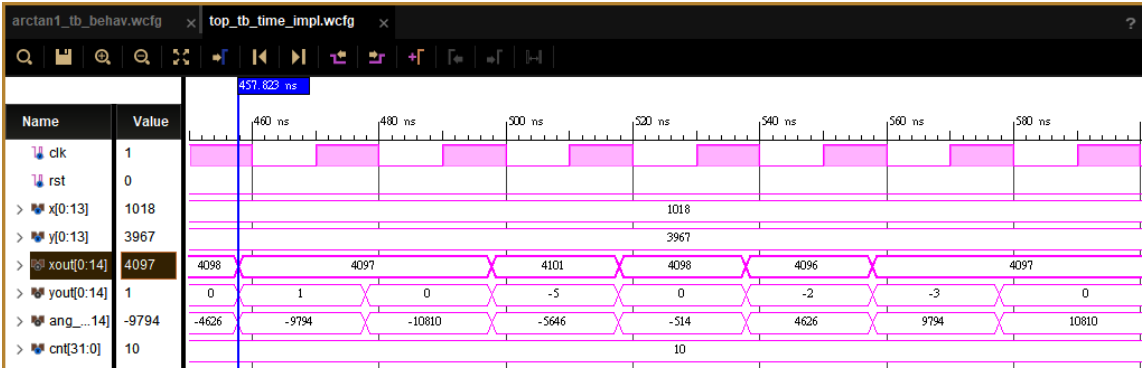 arctan1_tb_behav.wcfg × top_tb_time_impl.wcfg × ?
457.823 ns
Name Value 460 ns 480 ns 500 ns 520 ns 540 ns 560 ns 580 ns
clk 1
rst 0
x[0:13] 1018 1018
y[0:13] 3967 3967
xout[0:14] 4097 4098 4097 4101 4098 4096 4097
yout[0:14] 1 0 1 0 -5 0 -2 -3 0
ang_...14] -9794 -4626 -9794 -10810 -5646 -514 4626 9794 10810
cnt[31:0] 10 10